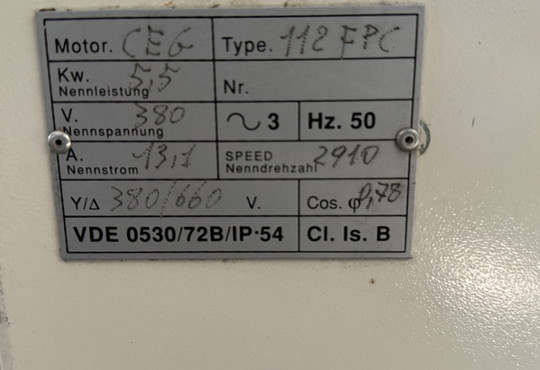 Motor. CEG Type. 112 FPC
Kw. 5,5 Nr.
Nennleistung
V. 380 ~ 3 Hz. 50
Nennspannung
A. 13,1 SPEED 2910
Nennstrom Nenndrehzahl
Y/Δ 380/660 V. Cos. φ 0,78
VDE 0530/72B/IP·54 Cl. Is. B